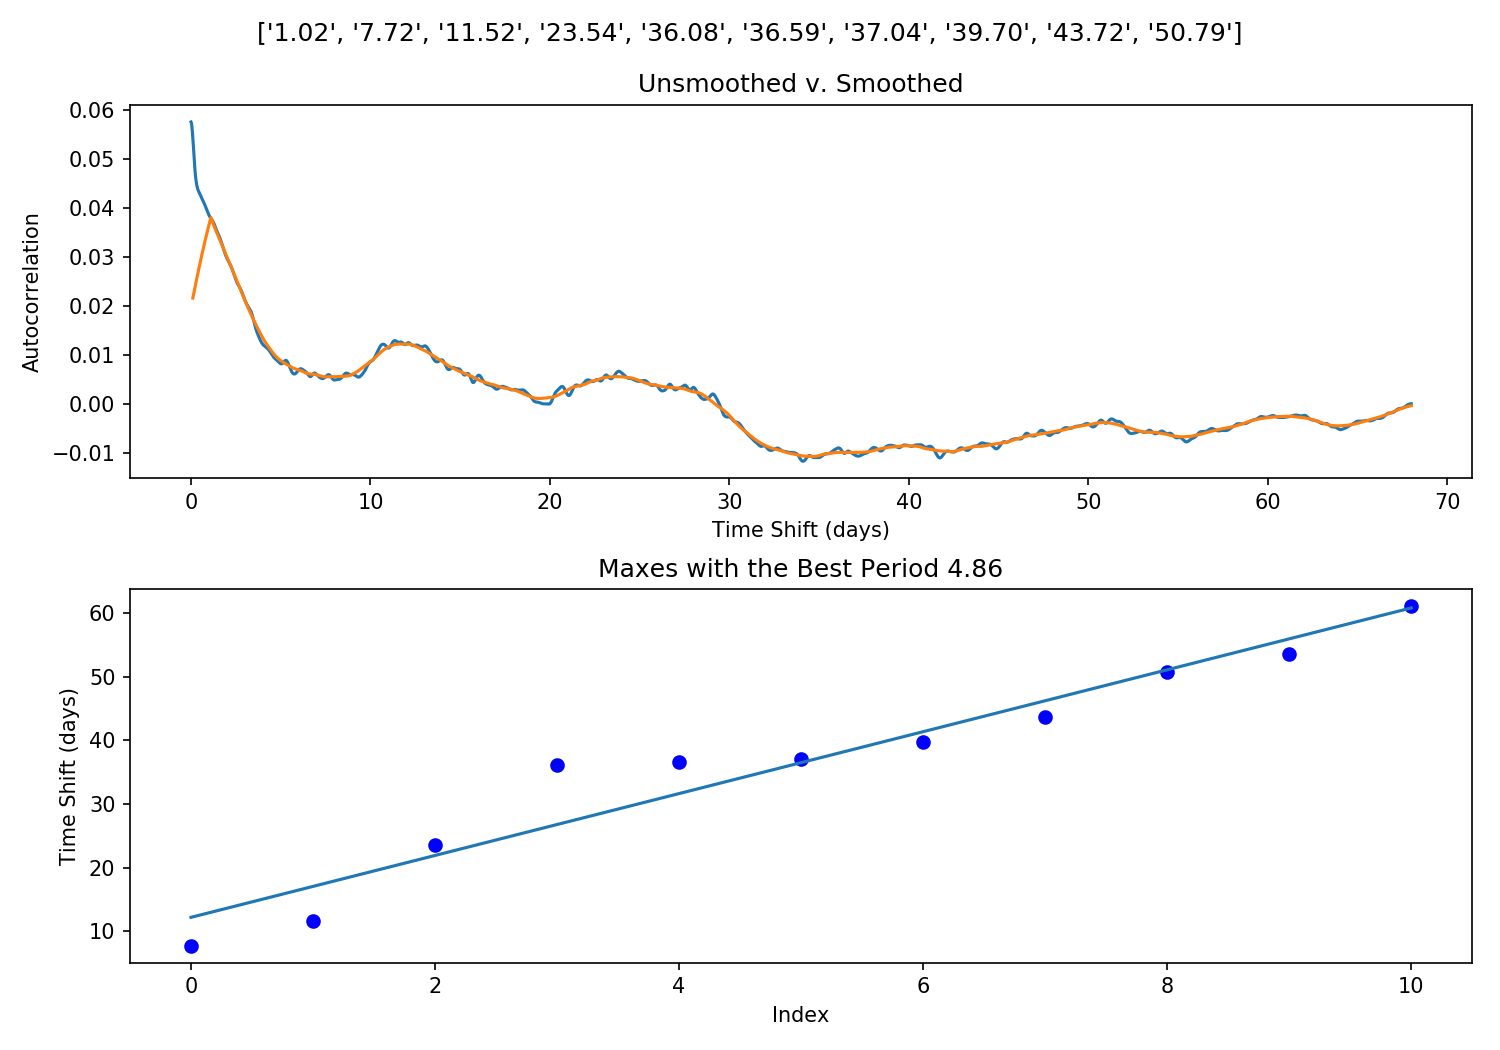 ['1.02', '7.72', '11.52', '23.54', '36.08', '36.59', '37.04', '39.70', '43.72', '50.79']
Unsmoothed v. Smoothed
0.06
0.05
0.04
0.03
0.02
0.01
0.00
−0.01
Autocorrelation
0 10 20 30 40 50 60 70
Time Shift (days)
Maxes with the Best Period 4.86
60
50
40
30
20
10
Time Shift (days)
0 2 4 6 8 10
Index